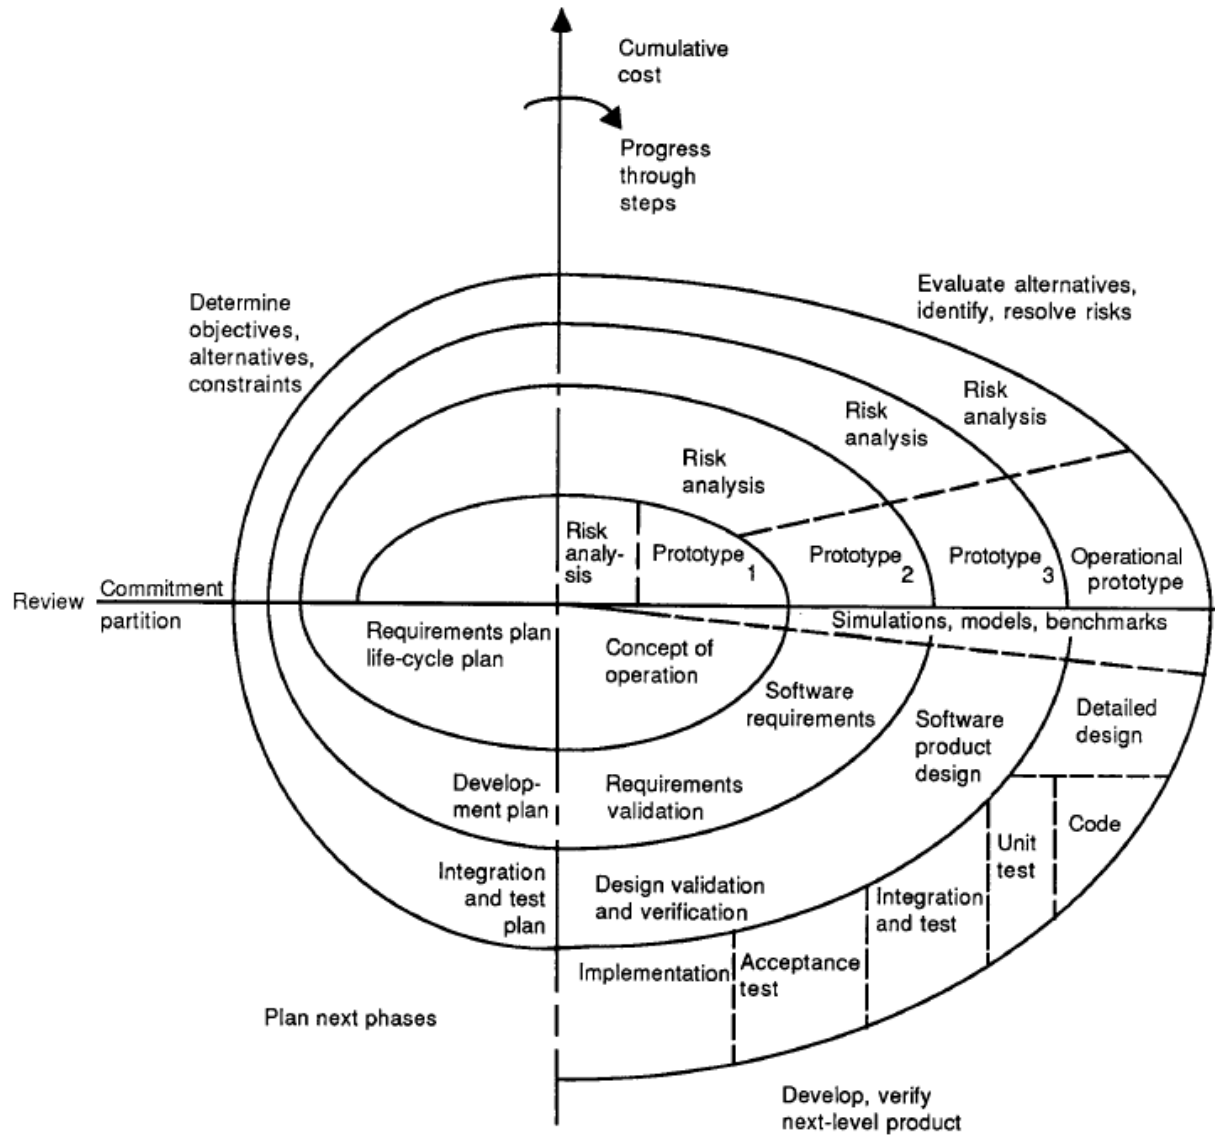 Cumulative
cost
Progress
through
steps
Determine
objectives,
alternatives,
constraints
Evaluate alternatives,
identify, resolve risks
Risk
analysis
Risk
analysis
Risk
analysis
Risk
analy-
sis
Prototype 1
Prototype 2
Prototype 3
Operational
prototype
Review
Commitment
partition
Simulations, models, benchmarks
Requirements plan
life-cycle plan
Concept of
operation
Software
requirements
Software
product
design
Detailed
design
Develop-
ment plan
Requirements
validation
Unit
test
Code
Integration
and test
plan
Design validation
and verification
Integration
and test
Implementation
Acceptance
test
Plan next phases
Develop, verify
next-level product